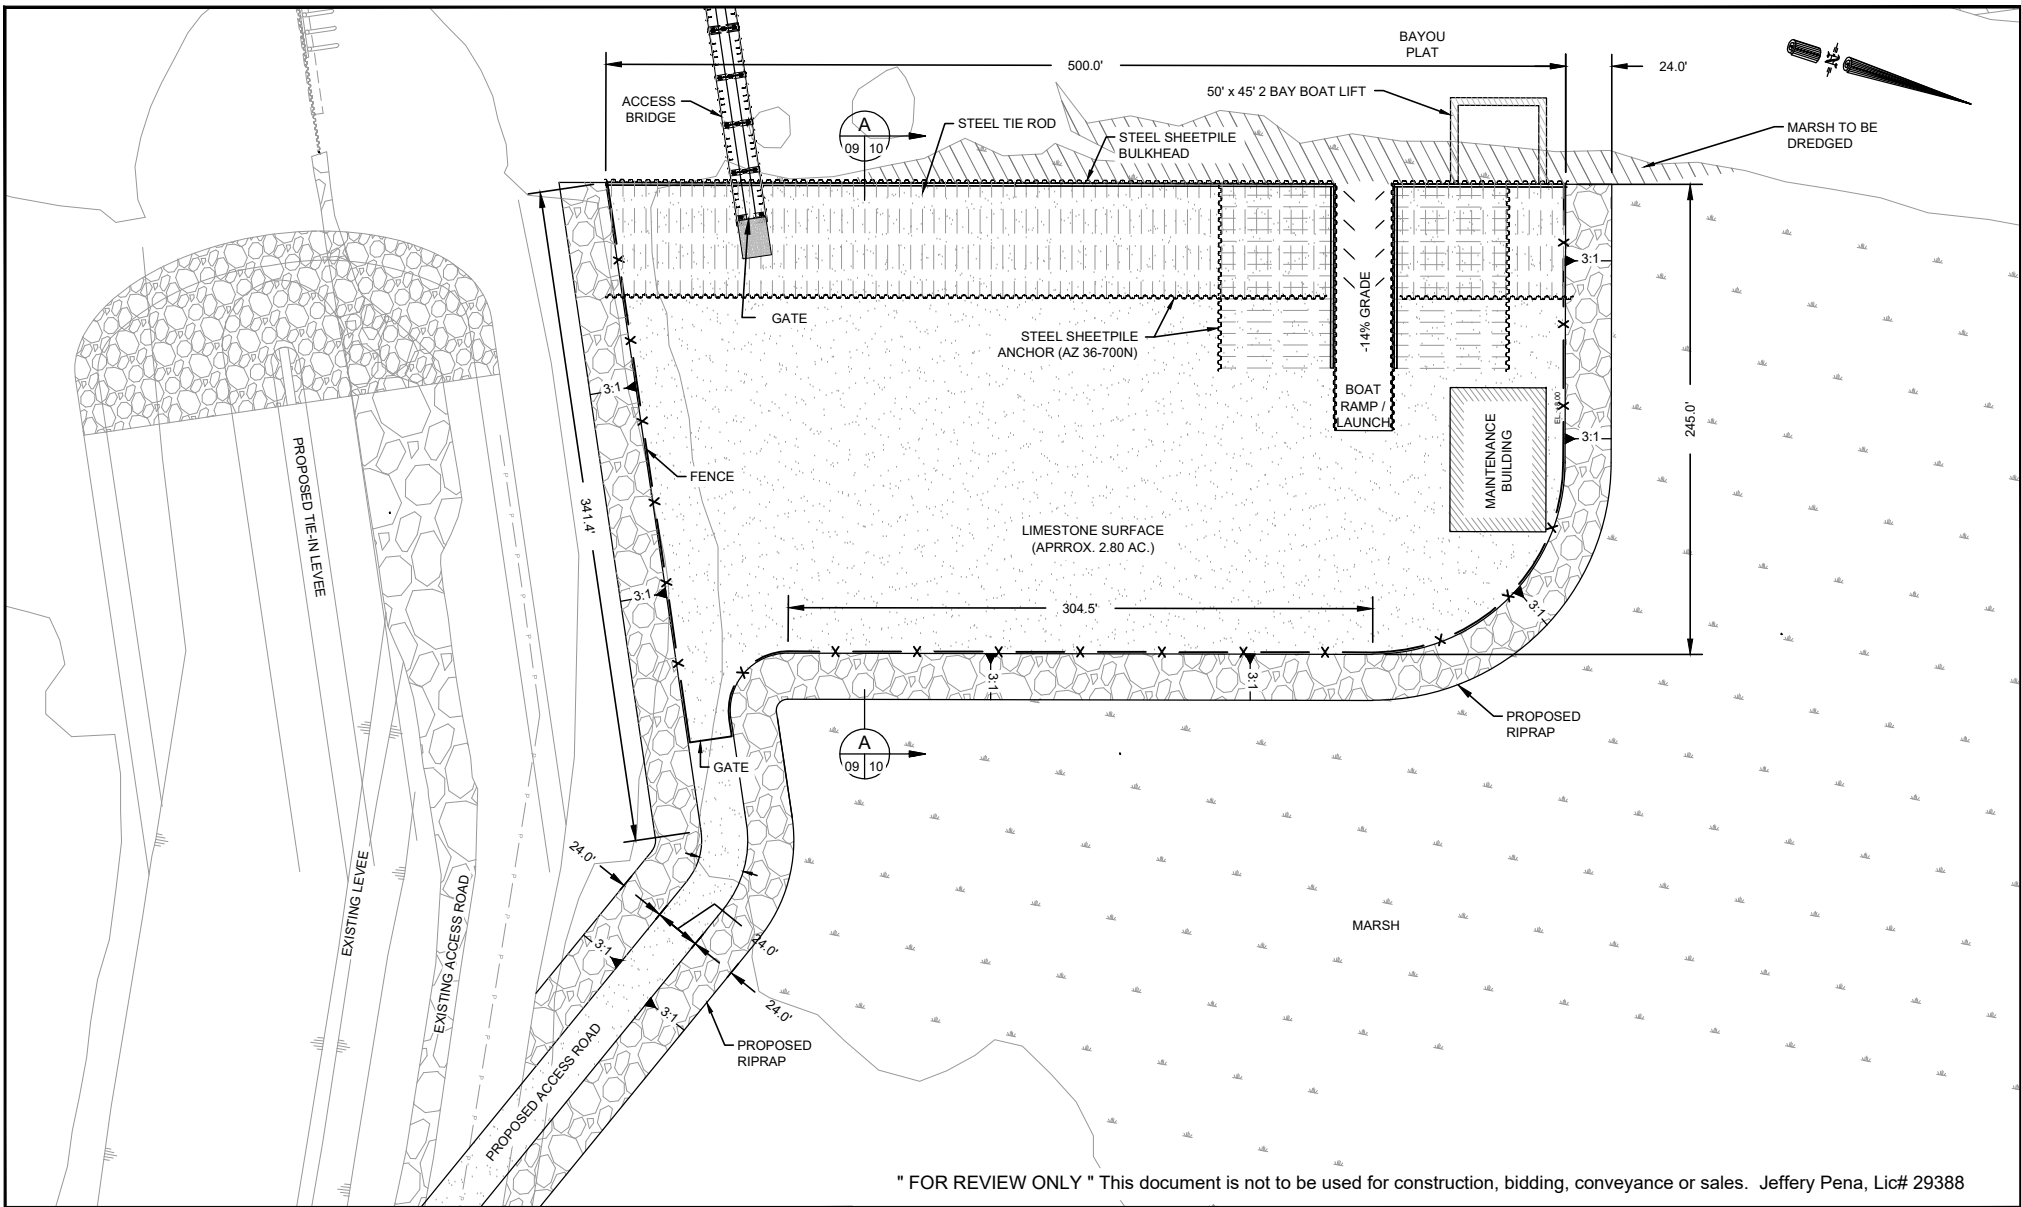 BAYOU
PLAT
500.0'
24.0'
=N=
50' x 45' 2 BAY BOAT LIFT
ACCESS
BRIDGE
A
09 10
STEEL TIE ROD
STEEL SHEETPILE
BULKHEAD
MARSH TO BE
DREDGED
3:1
GATE
STEEL SHEETPILE
ANCHOR (AZ 36-700N)
-14% GRADE
BOAT
RAMP /
LAUNCH
3:1
245.0'
3:1
MAINTENANCE
BUILDING
PROPOSED TIE-IN LEVEE
FENCE
341.4'
LIMESTONE SURFACE
(APRROX. 2.80 AC.)
3:1
304.5'
3:1
3:1
3:1
PROPOSED
RIPRAP
A
09 10
GATE
24.0'
EXISTING LEVEE
EXISTING ACCESS ROAD
MARSH
3:1
24.0'
24.0'
3:1
PROPOSED ACCESS ROAD
PROPOSED
RIPRAP
" FOR REVIEW ONLY " This document is not to be used for construction, bidding, conveyance or sales. Jeffery Pena, Lic# 29388